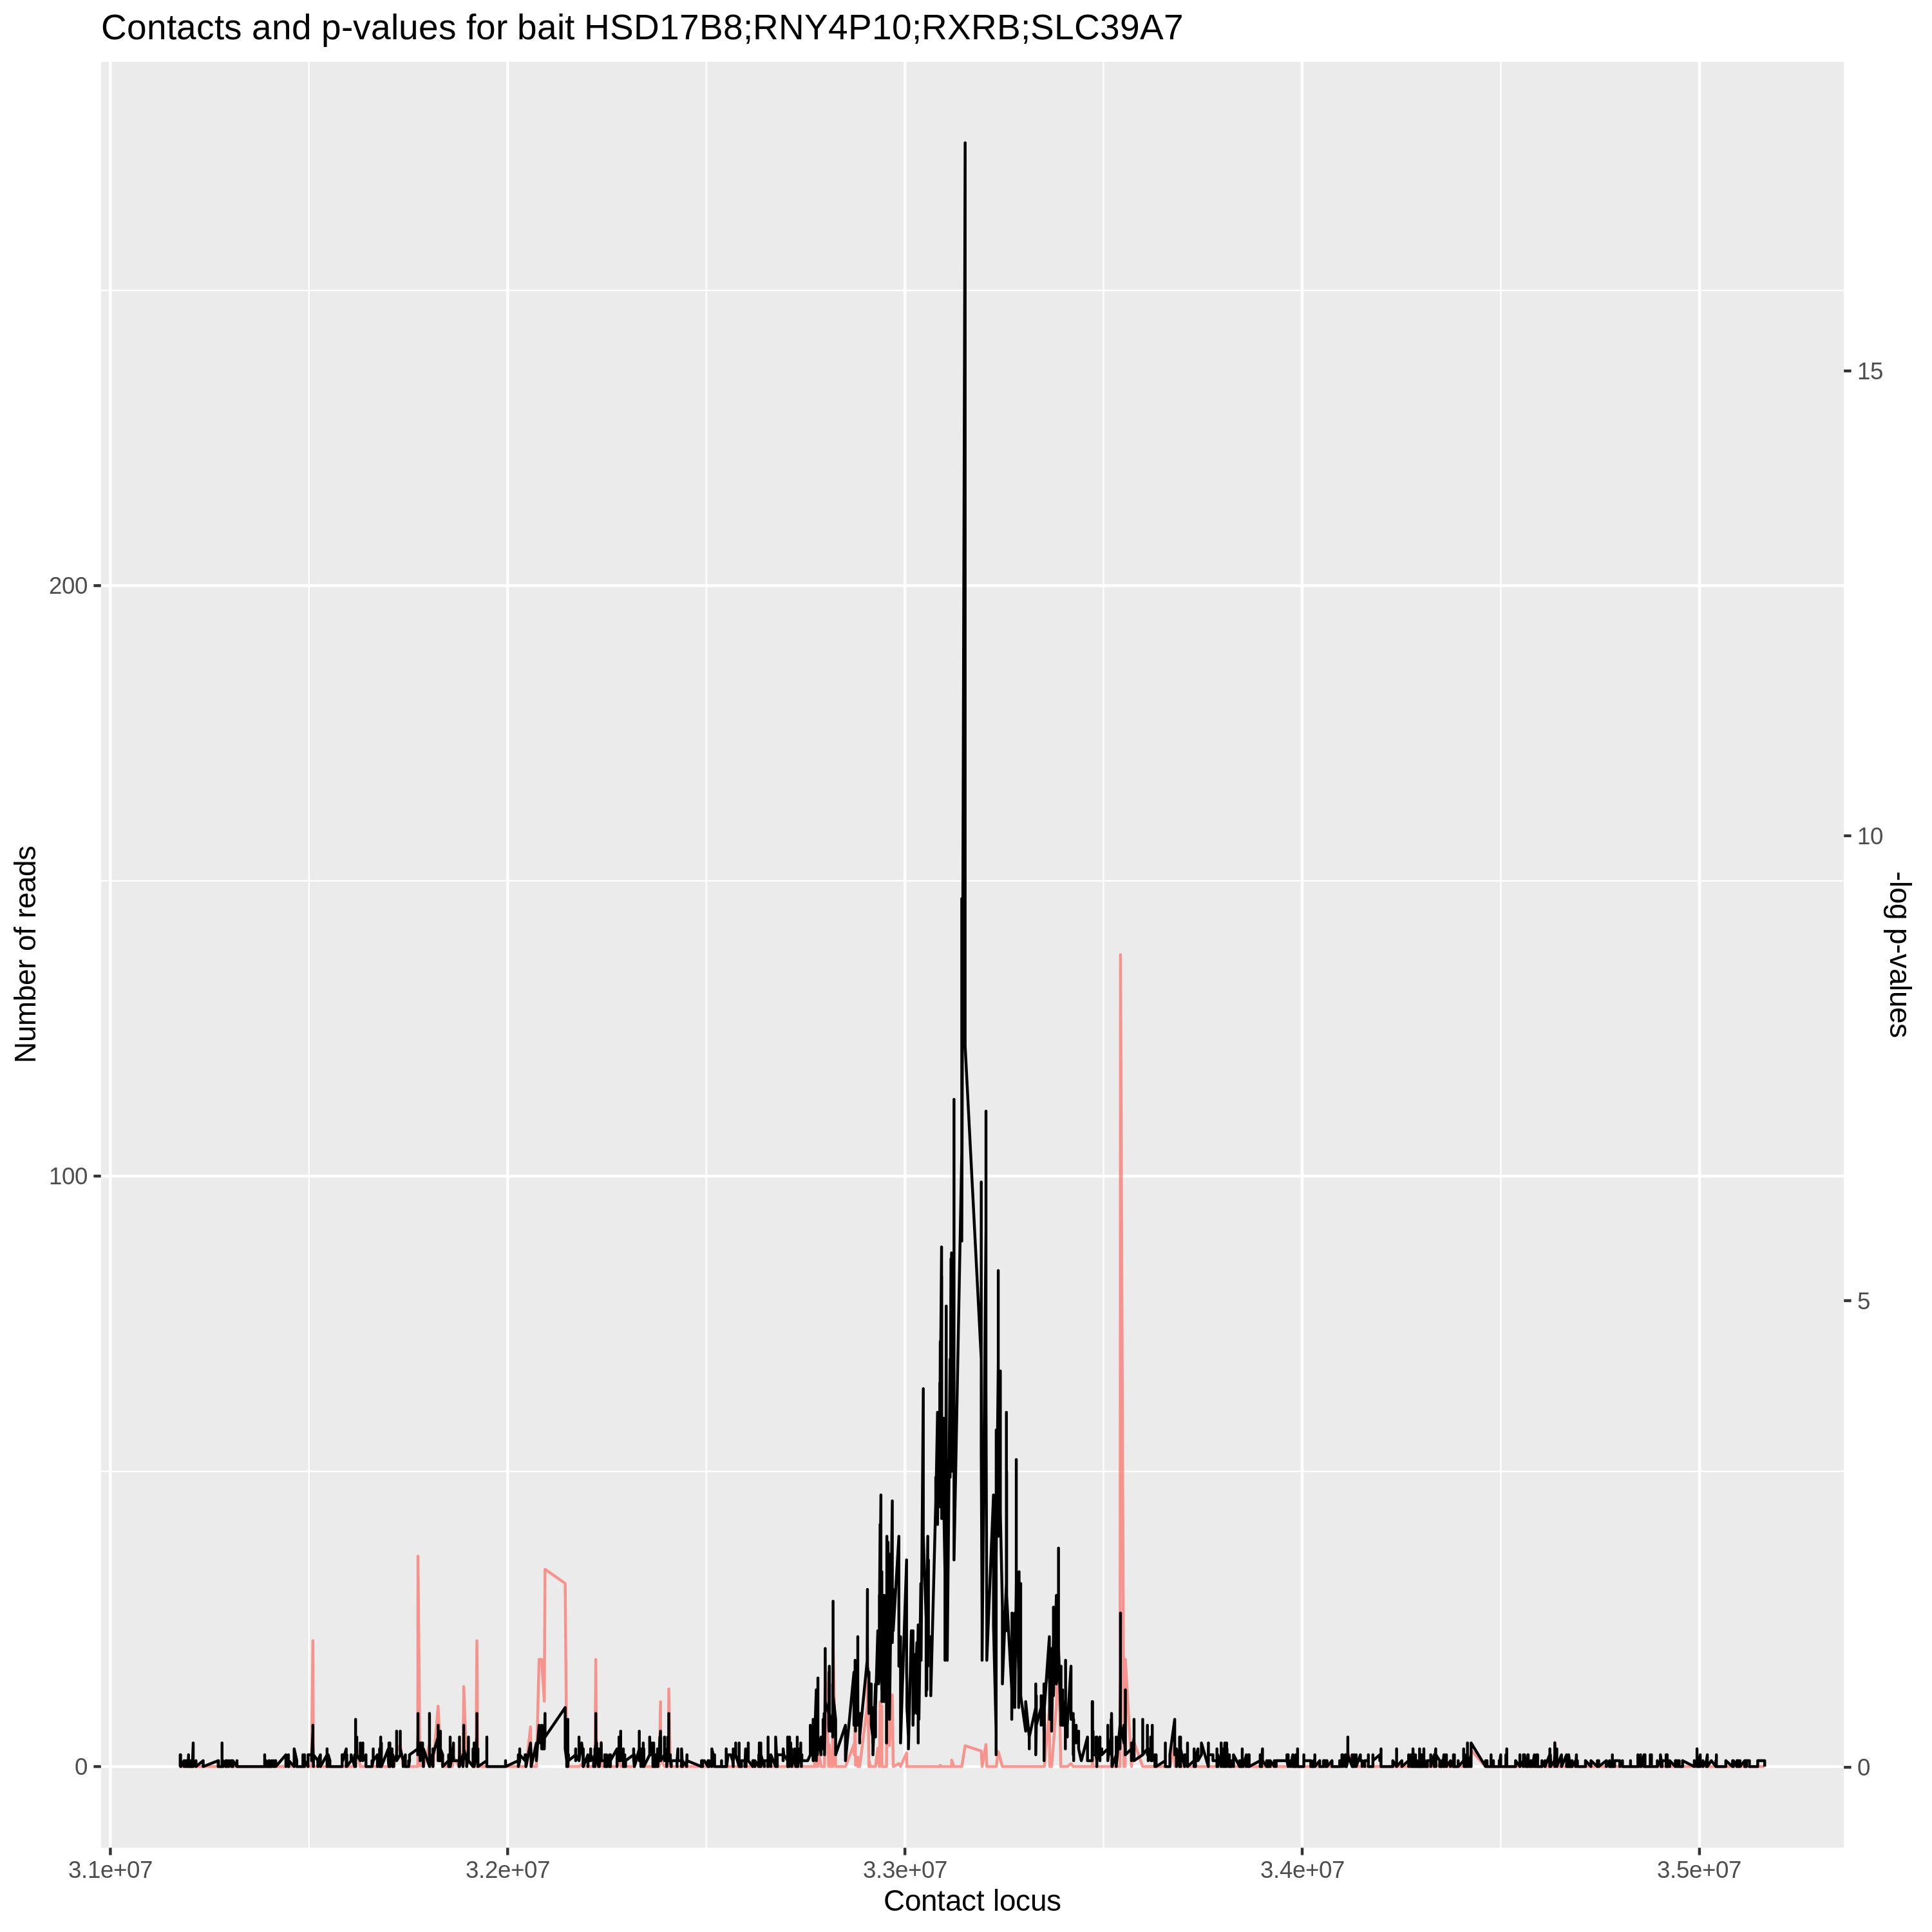 Contacts and p-values for bait HSD17B8;RNY4P10;RXRB;SLC39A7
200
100
0
Number of reads
15
10
5
0
-log p-values
3.1e+07
3.2e+07
3.3e+07
3.4e+07
3.5e+07
Contact locus